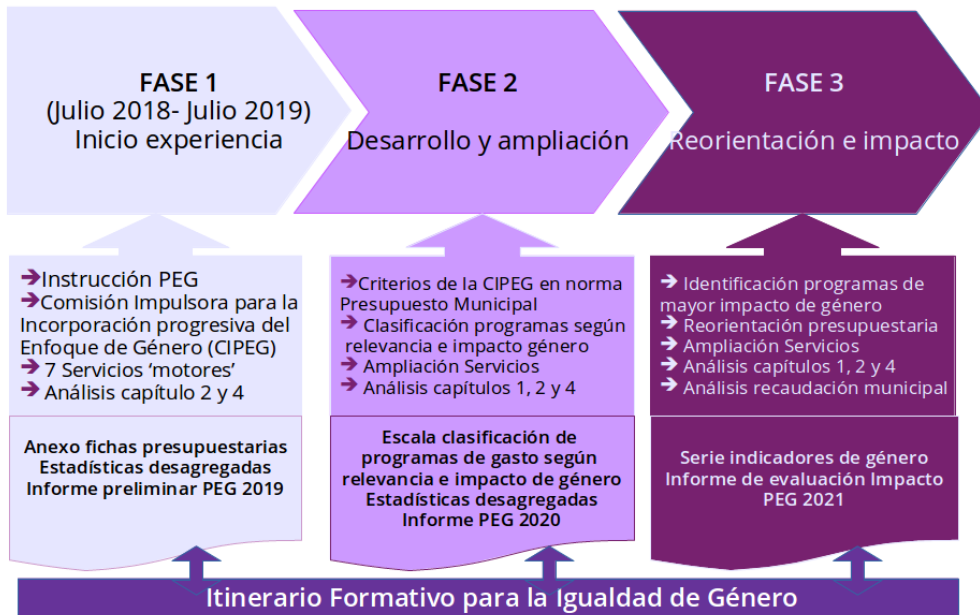 FASE 1
(Julio 2018- Julio 2019)
Inicio experiencia
FASE 2
Desarrollo y ampliación
FASE 3
Reorientación e impacto
➔Instrucción PEG
➔Comisión Impulsora para la
Incorporación progresiva del
Enfoque de Género (CIPEG)
➔ 7 Servicios ‘motores’
➔ Análisis capítulo 2 y 4
➔Criterios de la CIPEG en norma
Presupuesto Municipal
➔ Clasificación programas según
relevancia e impacto género
➔ Ampliación Servicios
➔ Análisis capítulos 1, 2 y 4
➔ Identificación programas de
mayor impacto de género
➔ Reorientación presupuestaria
➔ Ampliación Servicios
➔ Análisis capítulos 1, 2 y 4
➔ Análisis recaudación municipal
Anexo fichas presupuestarias
Estadísticas desagregadas
Informe preliminar PEG 2019
Escala clasificación de
programas de gasto según
relevancia e impacto de género
Estadísticas desagregadas
Informe PEG 2020
Serie indicadores de género
Informe de evaluación Impacto
PEG 2021
Itinerario Formativo para la Igualdad de Género